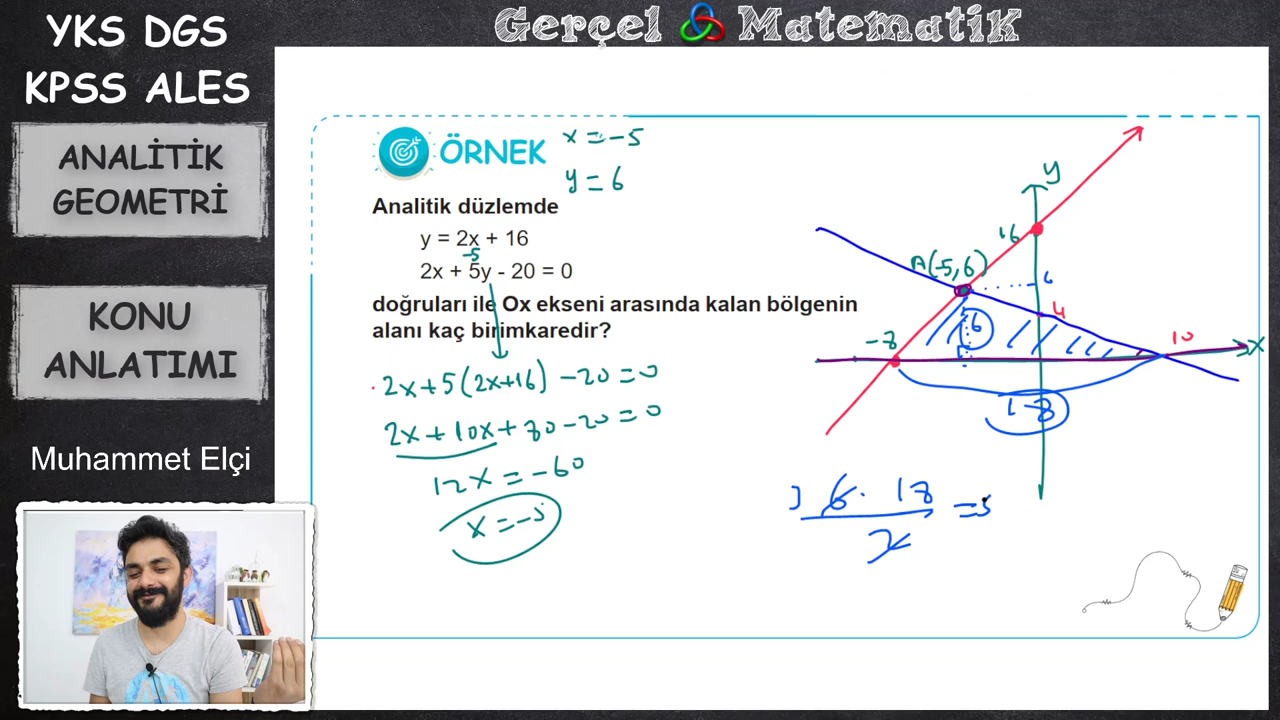 YKS DGS
KPSS ALES
ANALİTİK
GEOMETRİ
KONU
ANLATIMI
Muhammet Elçi
Gerçel Matematik
ÖRNEK
x = -5
y = 6
Analitik düzlemde
y = 2x + 16
-5
2x + 5y - 20 = 0
doğruları ile Ox ekseni arasında kalan bölgenin
alanı kaç birimkaredir?
2x+5(2x+16) -20=0
2x + 10x + 80 - 20 = 0
12x = -60
x = -5
y
16
A(-5,6)
6
4
6
-8
10
x
18
3 6 . 18
2
= 5